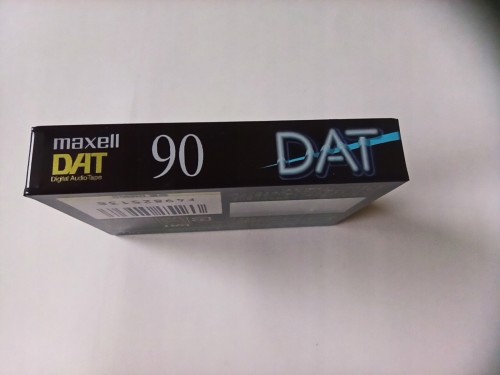 maxell
DAT
Digital Audio Tape
90
DAT